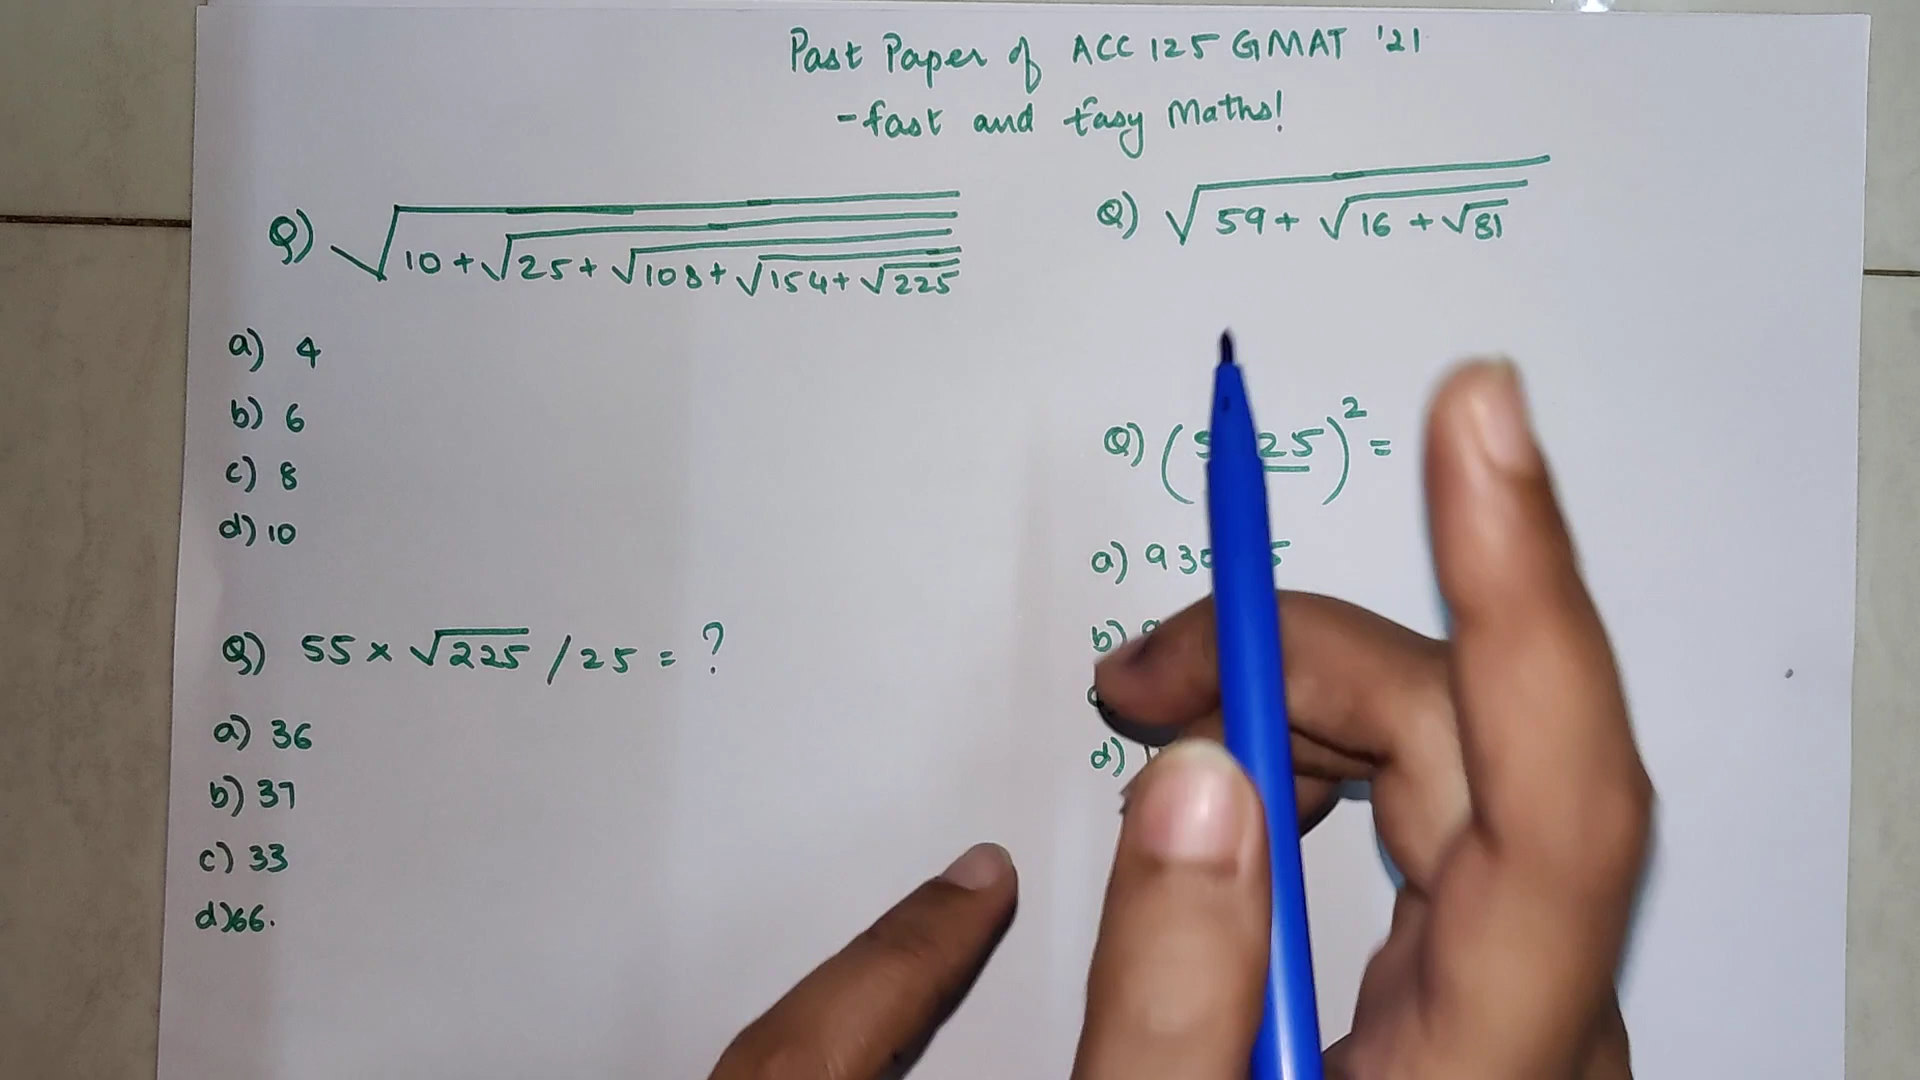 Past Paper of ACC 125 GMAT '21
- fast and Easy Maths!
Q) √10+√25+√108+√154+√225
a) 4
b) 6
c) 8
d) 10
Q) 55 × √225 / 25 = ?
a) 36
b) 37
c) 33
d) 66.
Q) √59+√16+√81
Q) ( 25)² =
a) 93
b)
d)